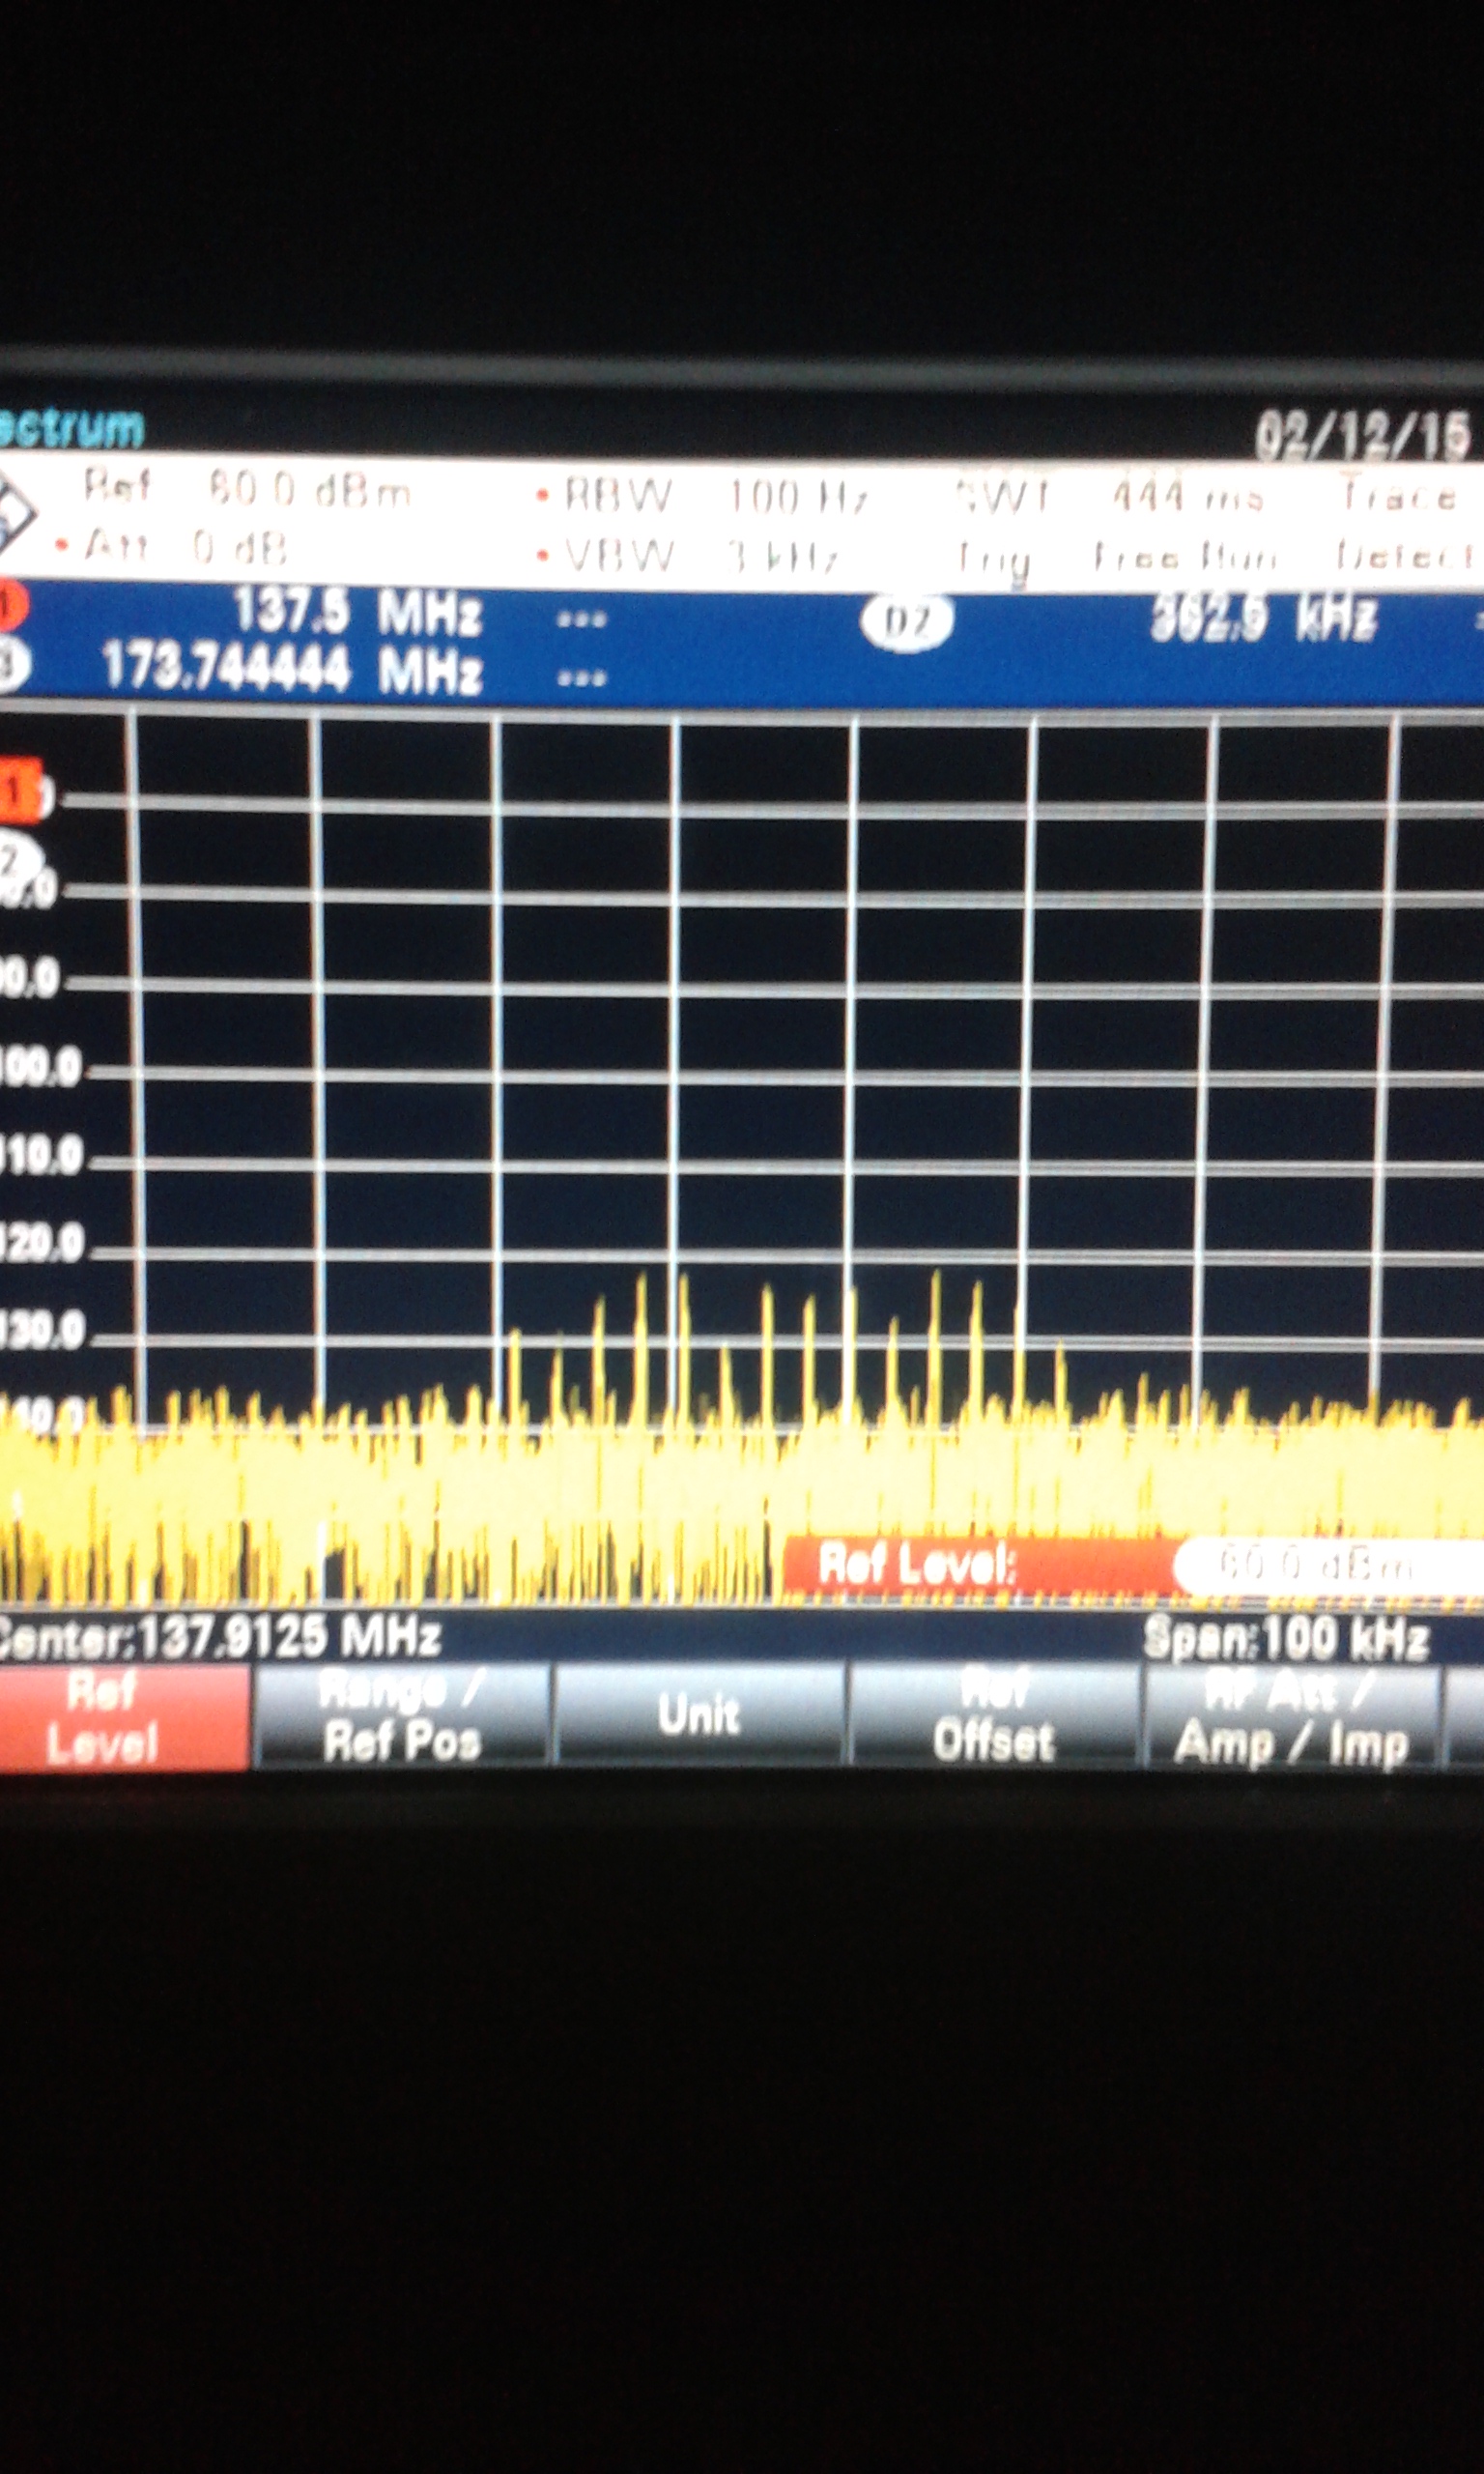 ectrum 02/12/15
Ref 60.0 dBm • RBW 100 Hz SWT 444 ms Trace
• Att 0 dB • VBW 3 kHz Trig Free Run Detect
1 137.5 MHz --- D2 362.5 kHz
3 173.744444 MHz ---
1
2
0,0
90,0
100.0
110.0
120.0
130.0
40.0
Ref Level: 60.0 dBm
Center:137.9125 MHz Span:100 kHz
Ref Level
Range / Ref Pos
Unit
Ref Offset
RF Att / Amp / Imp